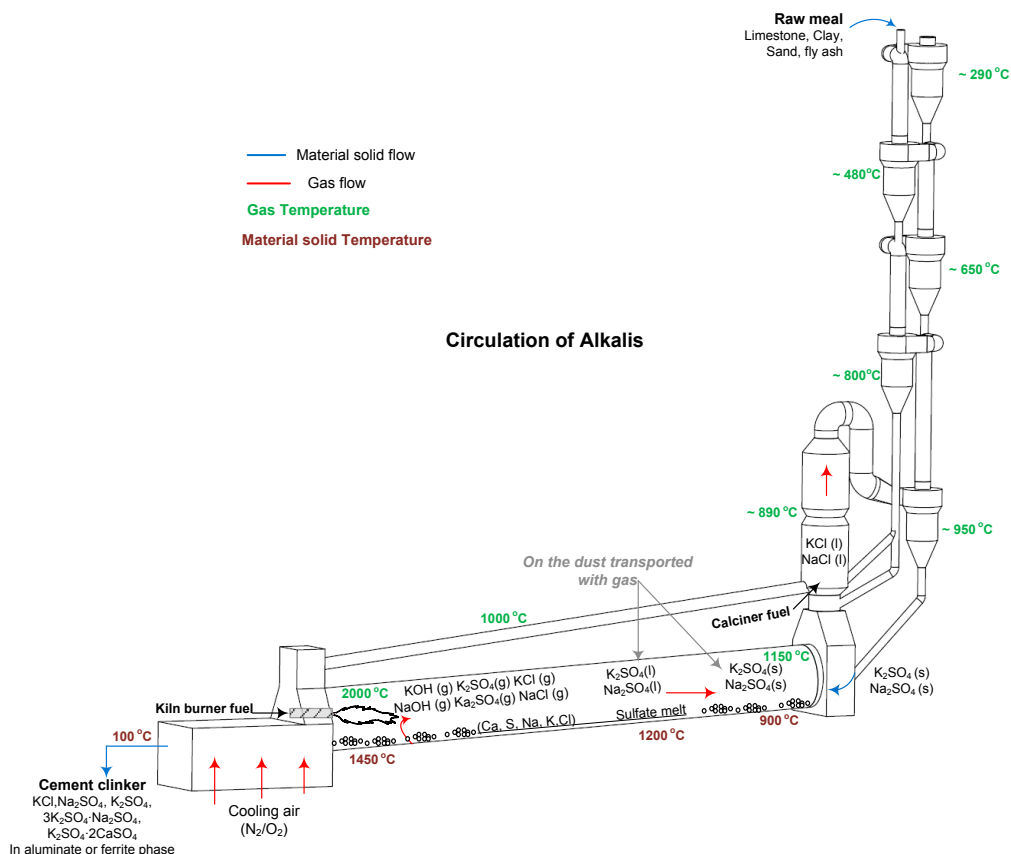 Raw meal
Limestone, Clay,
Sand, fly ash
~ 290 °C
Material solid flow
Gas flow
Gas Temperature
Material solid Temperature
~ 480°C
~ 650°C
Circulation of Alkalis
~ 800°C
~ 890 °C
~ 950°C
KCl (l)
NaCl (l)
On the dust transported
with gas
Calciner fuel
1000 °C
1150 °C
2000 °C
KOH (g) K₂SO₄(g) KCl (g)
NaOH (g) Ka₂SO₄(g) NaCl (g)
K₂SO₄(l)
Na₂SO₄(l)
K₂SO₄(s)
Na₂SO₄(s)
K₂SO₄ (s)
Na₂SO₄ (s)
Kiln burner fuel
(Ca, S, Na, K,Cl)
Sulfate melt
900 °C
1200 °C
1450 °C
100 °C
Cement clinker
KCl,Na₂SO₄, K₂SO₄,
3K₂SO₄·Na₂SO₄,
K₂SO₄·2CaSO₄
In aluminate or ferrite phase
Cooling air
(N₂/O₂)